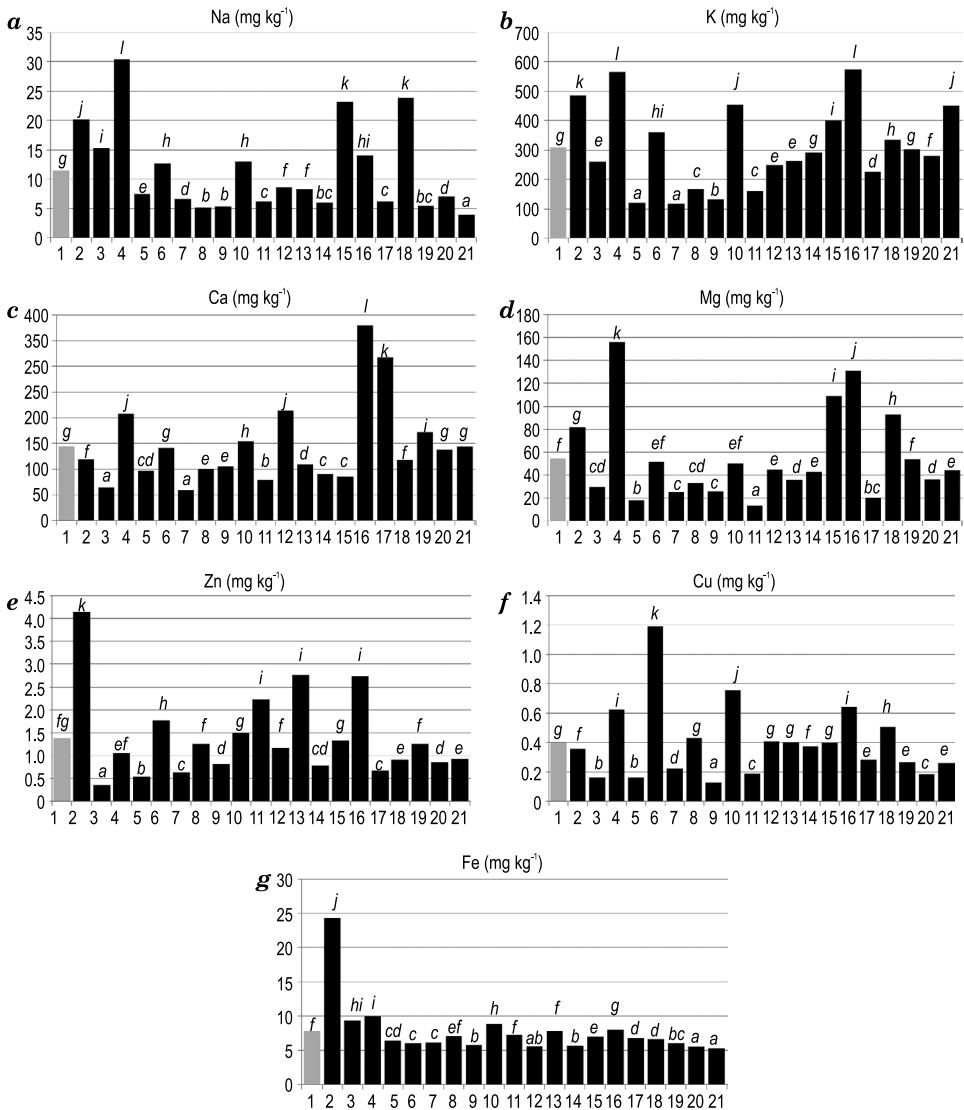 a Na (mg kg⁻¹)
35
30
25
20
15
10
5
0
g j i l e h d b b h c f f bc k hi c k bc d a
1 2 3 4 5 6 7 8 9 10 11 12 13 14 15 16 17 18 19 20 21
b K (mg kg⁻¹)
700
600
500
400
300
200
100
0
g k e l a hi a c b j c e e g i l d h g f j
1 2 3 4 5 6 7 8 9 10 11 12 13 14 15 16 17 18 19 20 21
c Ca (mg kg⁻¹)
400
350
250
250
200
150
100
50
0
g f a j cd g a e e h b j d c c l k f i g g
1 2 3 4 5 6 7 8 9 10 11 12 13 14 15 16 17 18 19 20 21
d Mg (mg kg⁻¹)
180
160
140
120
100
80
60
40
20
0
f g cd k b ef c cd c ef a e d e i j bc h f d e
1 2 3 4 5 6 7 8 9 10 11 12 13 14 15 16 17 18 19 20 21
e Zn (mg kg⁻¹)
4.5
4.0
3.5
3.0
2.5
2.0
1.5
1.0
0.5
0
fg k a ef b h c f d g i f i cd g i c e f d e
1 2 3 4 5 6 7 8 9 10 11 12 13 14 15 16 17 18 19 20 21
f Cu (mg kg⁻¹)
1.4
1.2
1.0
0.8
0.6
0.4
0.2
0
g f b i b k d g a j c g g f g i e h e c e
1 2 3 4 5 6 7 8 9 10 11 12 13 14 15 16 17 18 19 20 21
g Fe (mg kg⁻¹)
30
25
20
15
10
5
0
f j hi i cd c c ef b h f ab f b e g d d bc a a
1 2 3 4 5 6 7 8 9 10 11 12 13 14 15 16 17 18 19 20 21